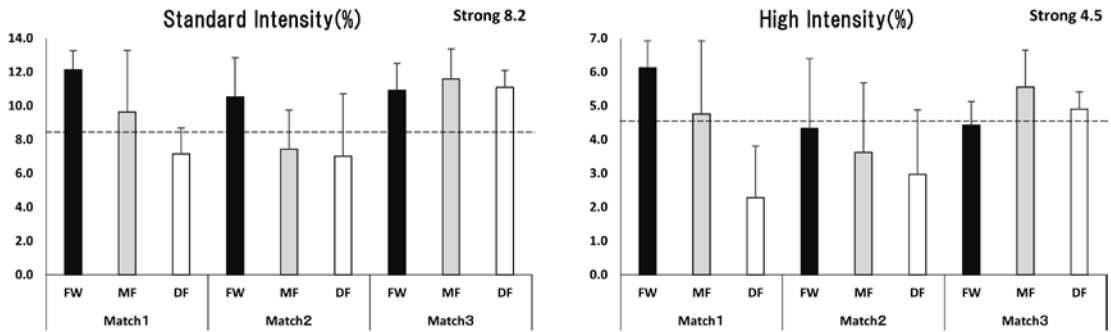 Standard Intensity(%)
Strong 8.2
14.0
12.0
10.0
8.0
6.0
4.0
2.0
0.0
FW MF DF FW MF DF FW MF DF
Match1 Match2 Match3
High Intensity(%)
Strong 4.5
7.0
6.0
5.0
4.0
3.0
2.0
1.0
0.0
FW MF DF FW MF DF FW MF DF
Match1 Match2 Match3